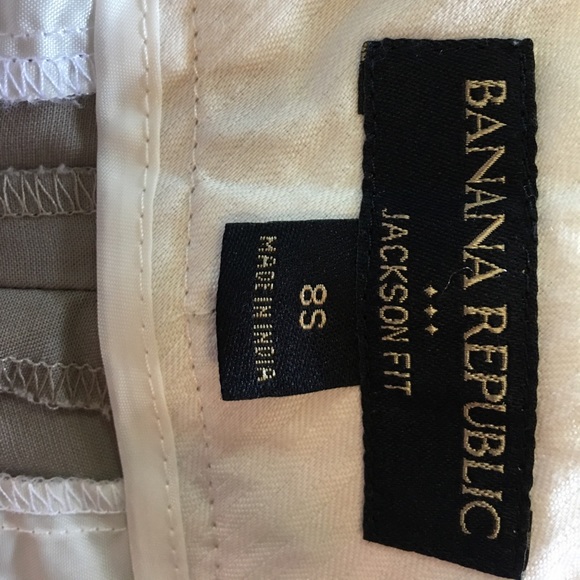 BANANA REPUBLIC
JACKSON FIT
8S
MADE IN INDIA